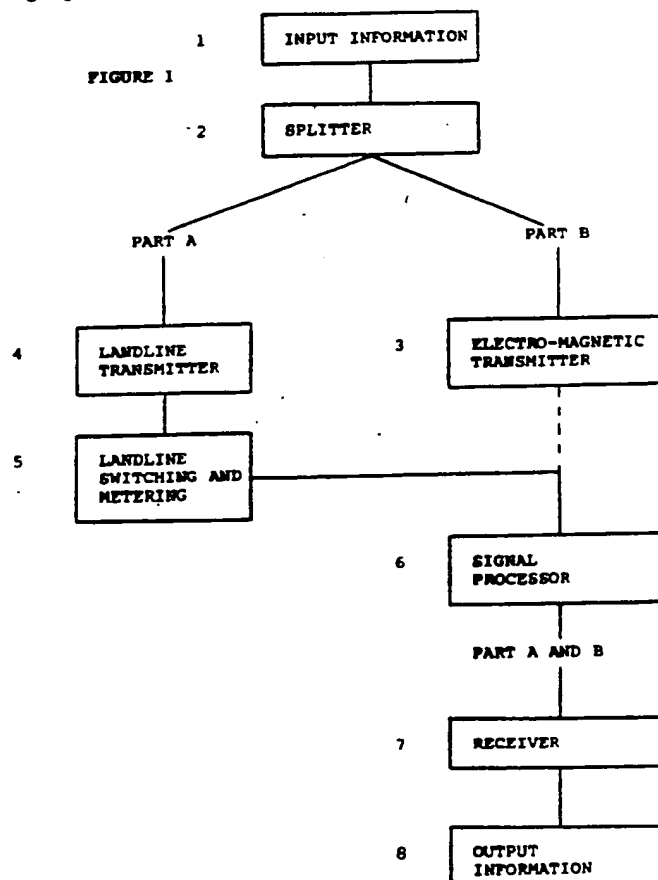 1 INPUT INFORMATION
FIGURE I
2 SPLITTER
PART A PART B
4 LANDLINE TRANSMITTER
3 ELECTRO-MAGNETIC TRANSMITTER
5 LANDLINE SWITCHING AND METERING
6 SIGNAL PROCESSOR
PART A AND B
7 RECEIVER
8 OUTPUT INFORMATION